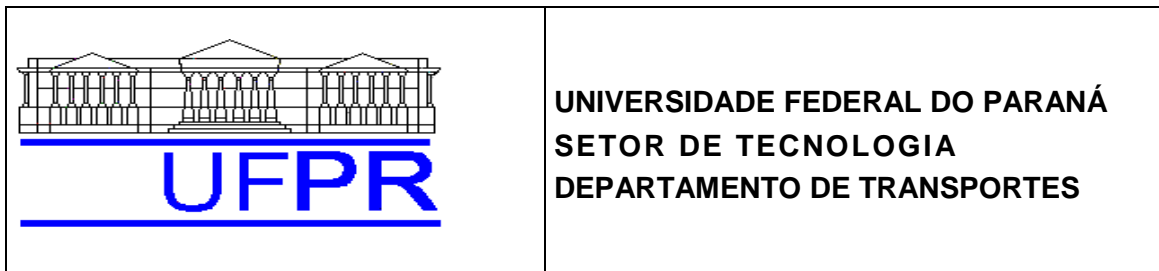 UFPR
UNIVERSIDADE FEDERAL DO PARANÁ
SETOR DE TECNOLOGIA
DEPARTAMENTO DE TRANSPORTES